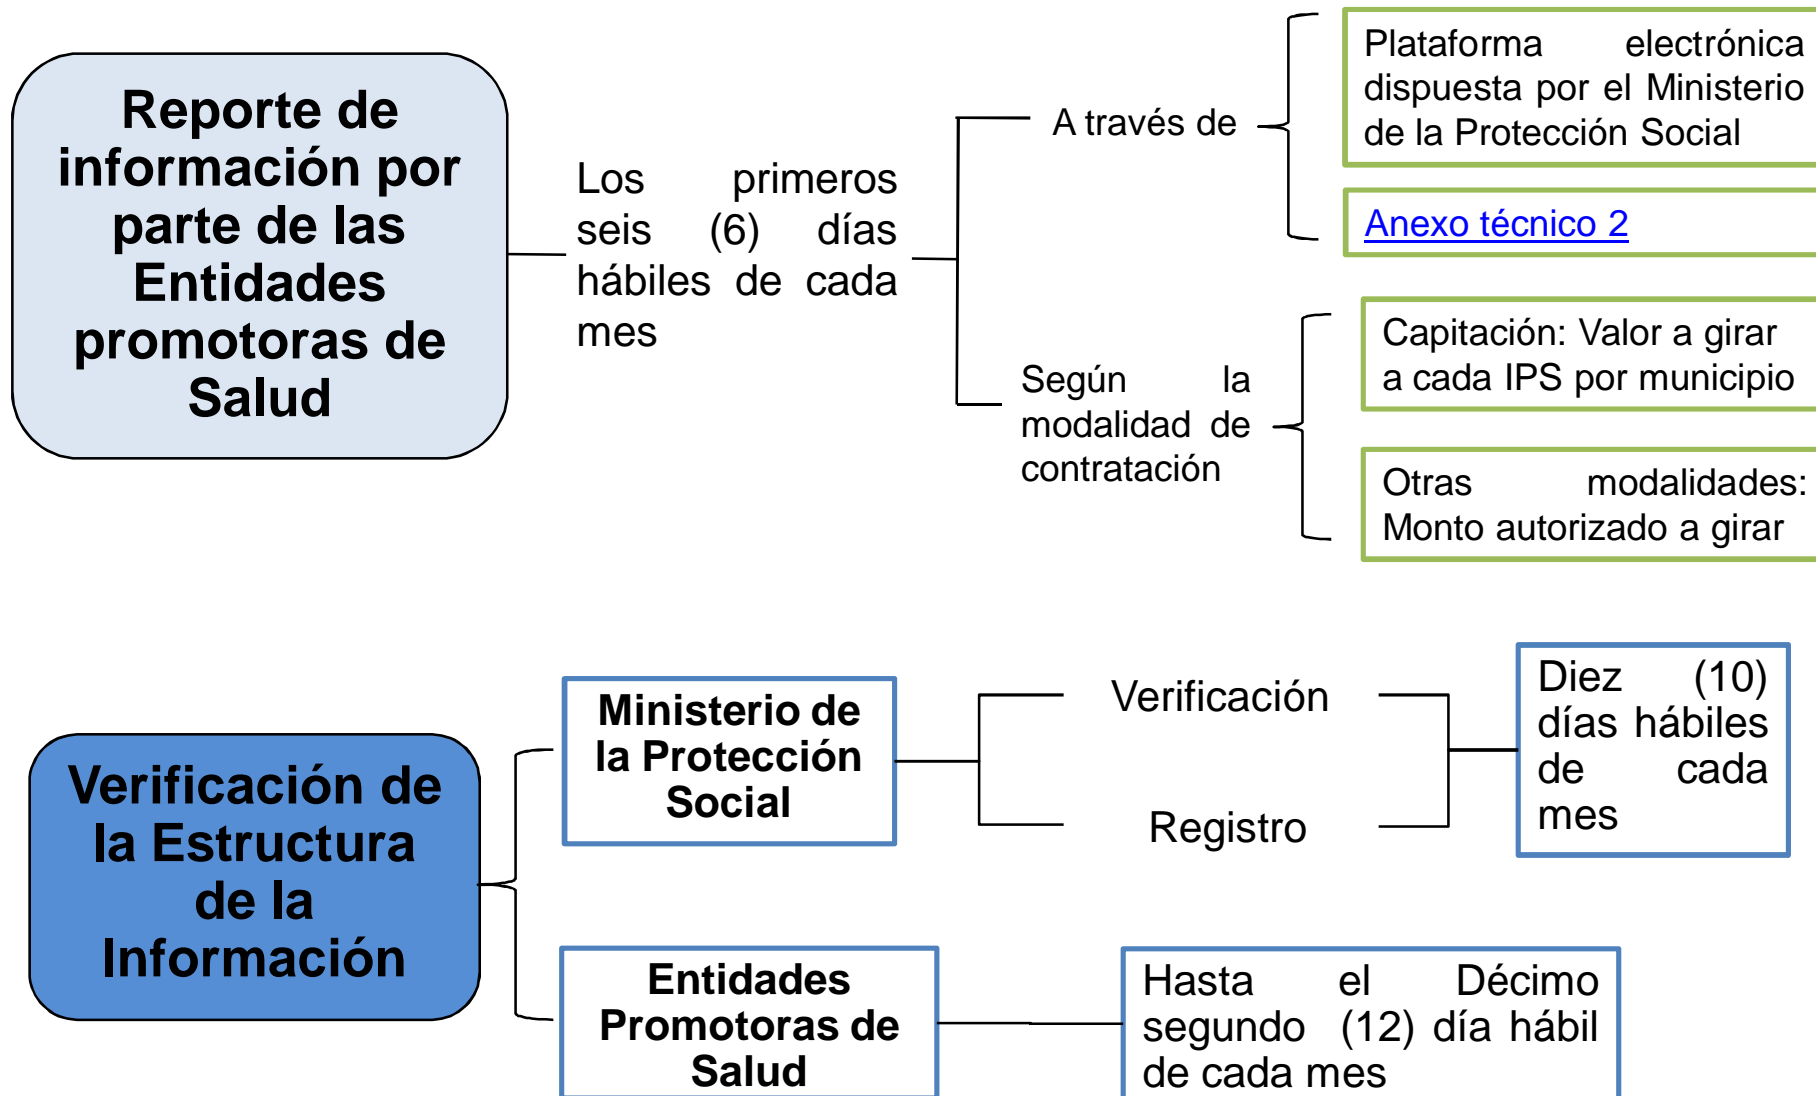 Reporte de
información por
parte de las
Entidades
promotoras de
Salud
Los primeros
seis (6) días
hábiles de cada
mes
A través de
Plataforma electrónica
dispuesta por el Ministerio
de la Protección Social
Anexo técnico 2
Según la
modalidad de
contratación
Capitación: Valor a girar
a cada IPS por municipio
Otras modalidades:
Monto autorizado a girar
Verificación de
la Estructura
de la
Información
Ministerio de
la Protección
Social
Verificación
Registro
Diez (10)
días hábiles
de cada
mes
Entidades
Promotoras de
Salud
Hasta el Décimo
segundo (12) día hábil
de cada mes